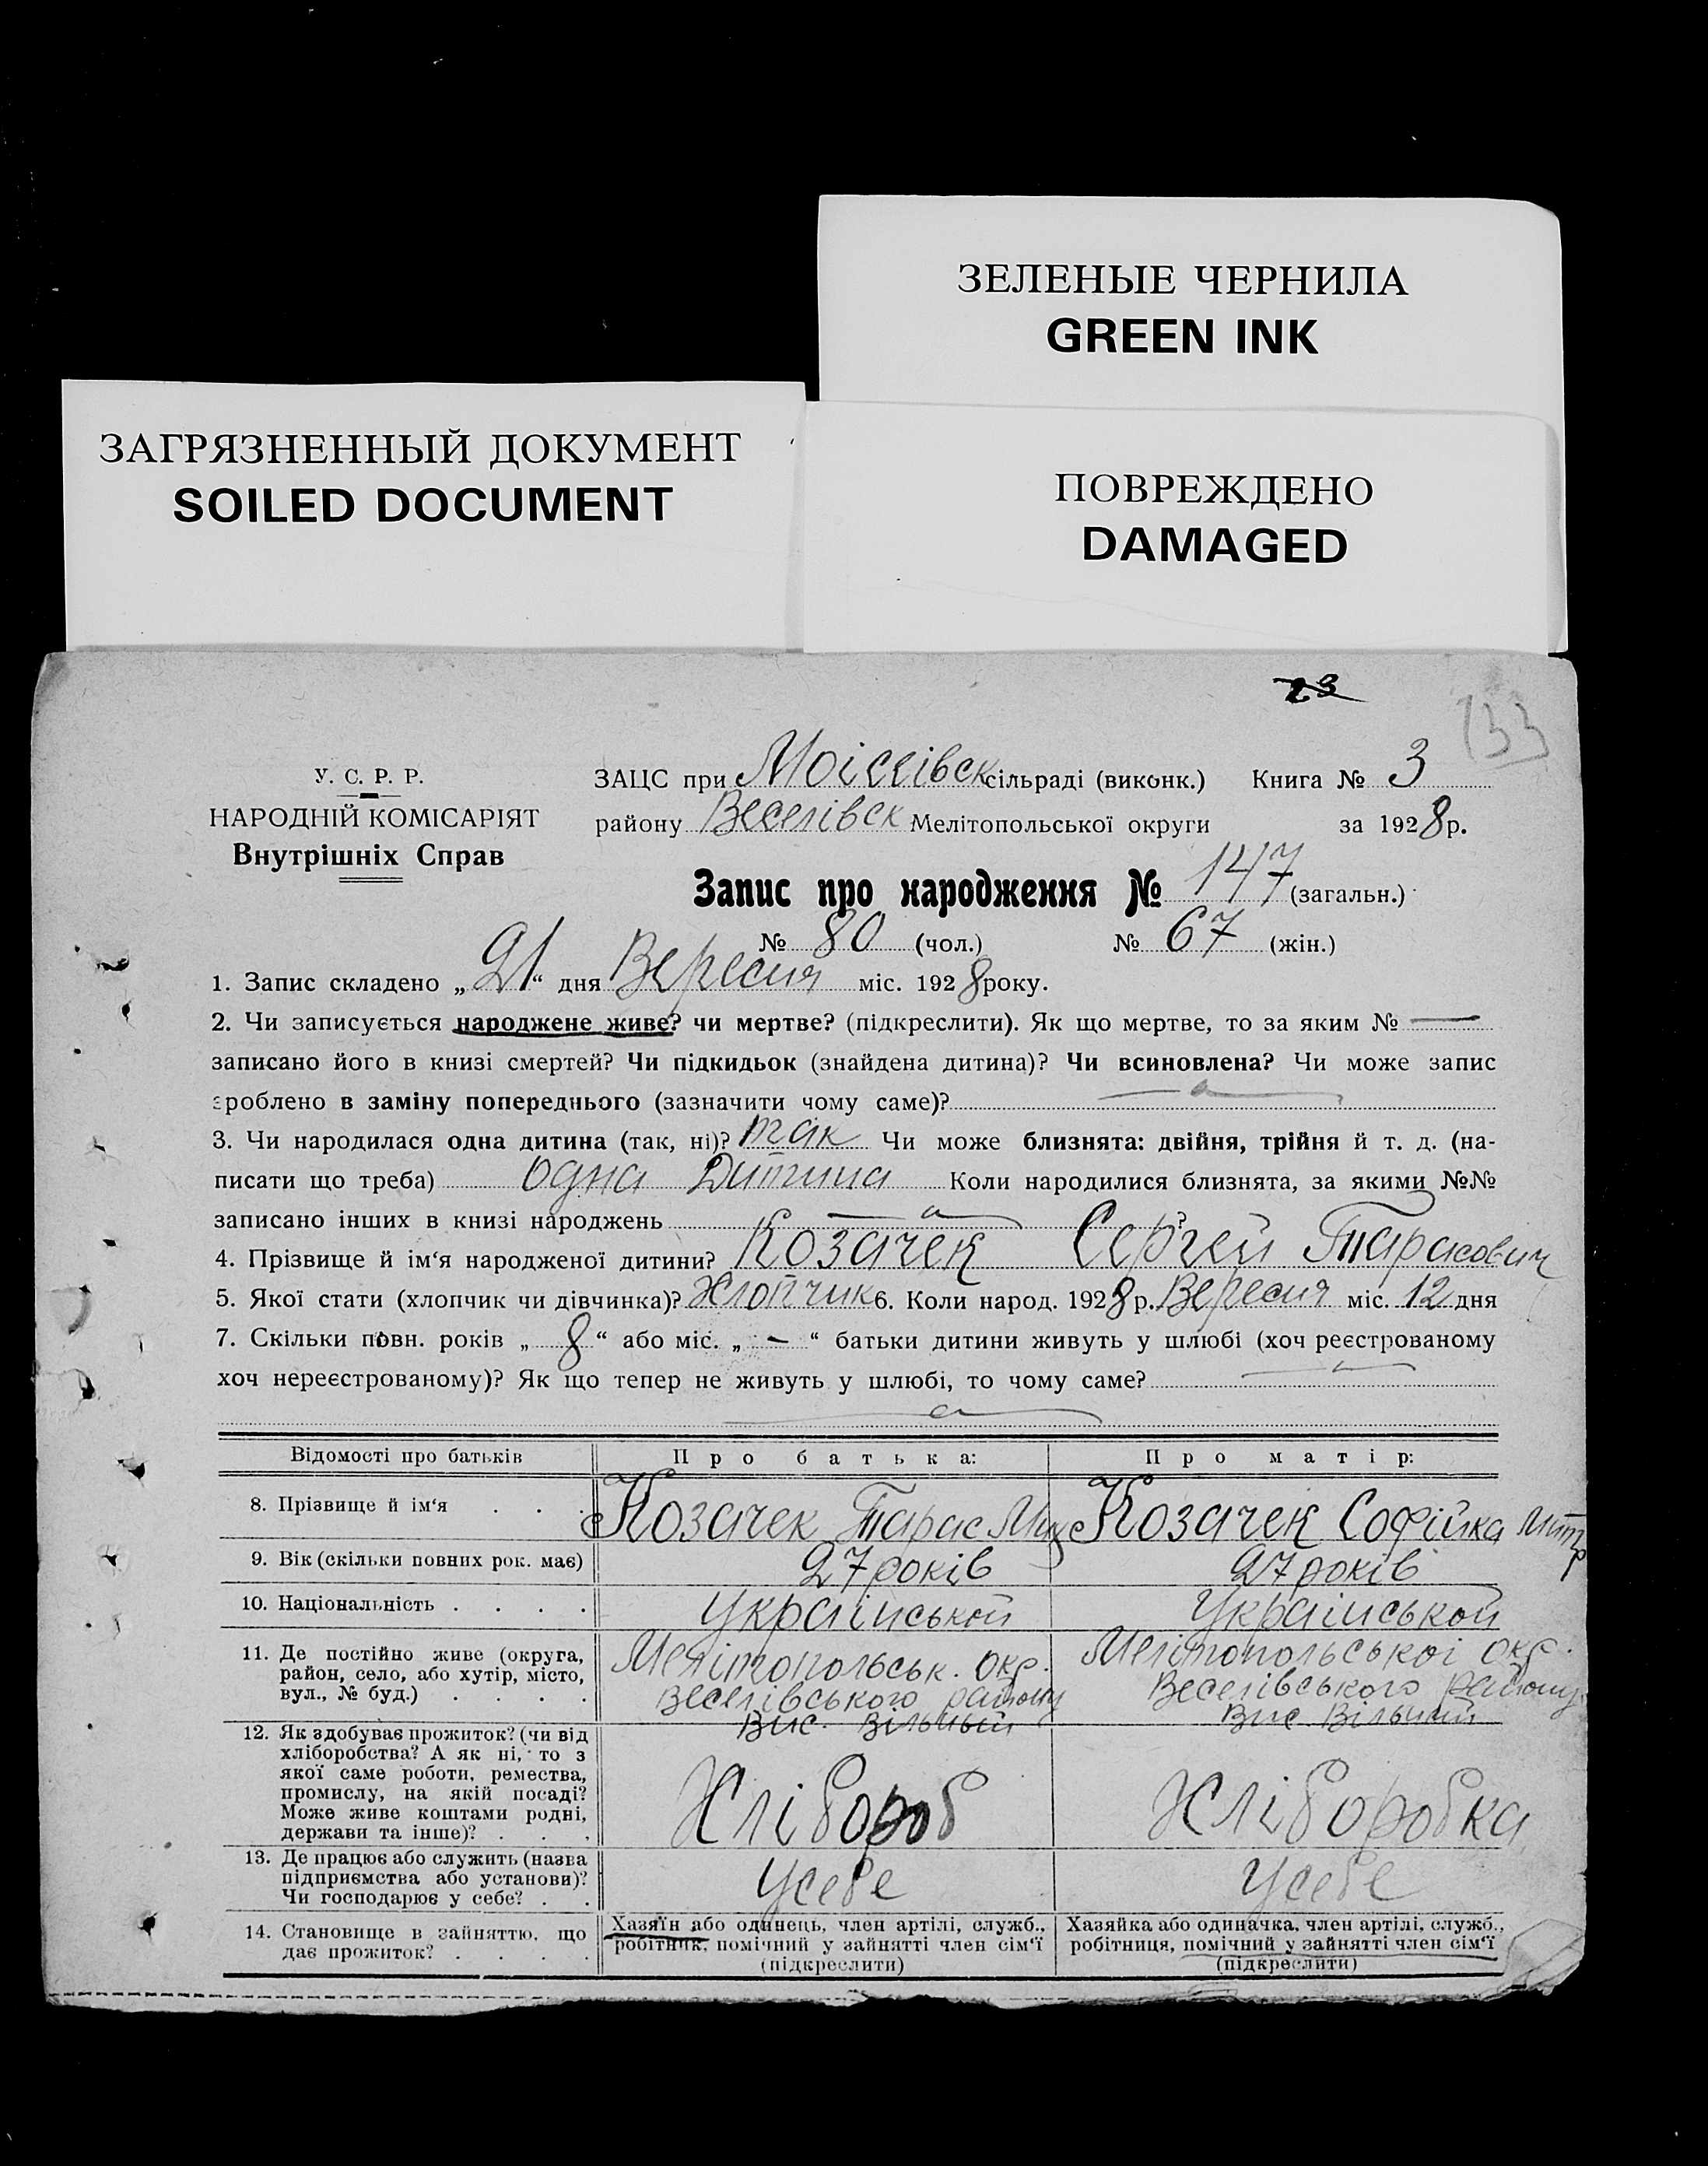 ЗЕЛЕНЫЕ ЧЕРНИЛА
GREEN INK
ЗАГРЯЗНЕННЫЙ ДОКУМЕНТ
SOILED DOCUMENT
ПОВРЕЖДЕНО
DAMAGED
23
133
У. С. Р. Р.
НАРОДНІЙ КОМІСАРІЯТ
Внутрішніх Справ
ЗАЦС при Моісеівск сільраді (виконк.) Книга № 3
району Веселівск Мелітопольської округи за 1928 р.
Запис про народження № 147 (загальн.)
№ 80 (чол.) № 67 (жін.)
1. Запис складено „21“ дня Вересня міс. 1928 року.
2. Чи записується народжене живе? чи мертве? (підкреслити). Як що мертве, то за яким № —
записано його в книзі смертей? Чи підкидьок (знайдена дитина)? Чи всиновлена? Чи може запис
зроблено в заміну попереднього (зазначити чому саме)?
3. Чи народилася одна дитина (так, ні)? так Чи може близнята: двійня, трійня й т. д. (на-
писати що треба) одна Дитина Коли народилися близнята, за якими №№
записано інших в книзі народжень ?
4. Прізвище й ім‘я народженої дитини? Козачек Сергей Тарасович
5. Якої стати (хлопчик чи дівчинка)? Хлопчик 6. Коли народ. 1928 р. Вересня міс. 12 дня
7. Скільки повн. років „ 8 “ або міс. „ — “ батьки дитини живуть у шлюбі (хоч реєстрованому
хоч нереєстрованому)? Як що тепер не живуть у шлюбі, то чому саме?
Відомості про батьків Про батька: Про матір:
8. Прізвище й ім‘я . . . Козачек Тарас Мих Козачек Софійка Митр
9. Вік (скільки повних рок. має) 27 років 27 років
10. Національність . . . . Українськой Українськой
11. Де постійно живе (округа,
район, село, або хутір, місто,
вул., № буд.) . . . .
Мелітопольськ. окр.
Веселівського району
Вис. Вільный
Мелітопольської окр.
Веселівського району
Вис Вільний
12. Як здобуває прожиток? (чи від
хліборобства? А як ні, то з
якої саме роботи, ремества,
промислу, на якій посаді?
Може живе коштами родні,
держави та інше)? . . .
Хлібороб
Хліборобка
13. Де працює або служить (назва
підприємства або установи)?
Чи господарює у себе? . .
Усебе
Усебе
14. Становище в зайняттю, що
дає прожиток? . . . .
Хазяїн або одинець, член артілі, служб.,
робітник, помічний у зайнятті член сім‘ї
(підкреслити)
Хазяйка або одиначка, член артілі, служб.,
робітниця, помічний у зайнятті член сім‘ї
(підкреслити)